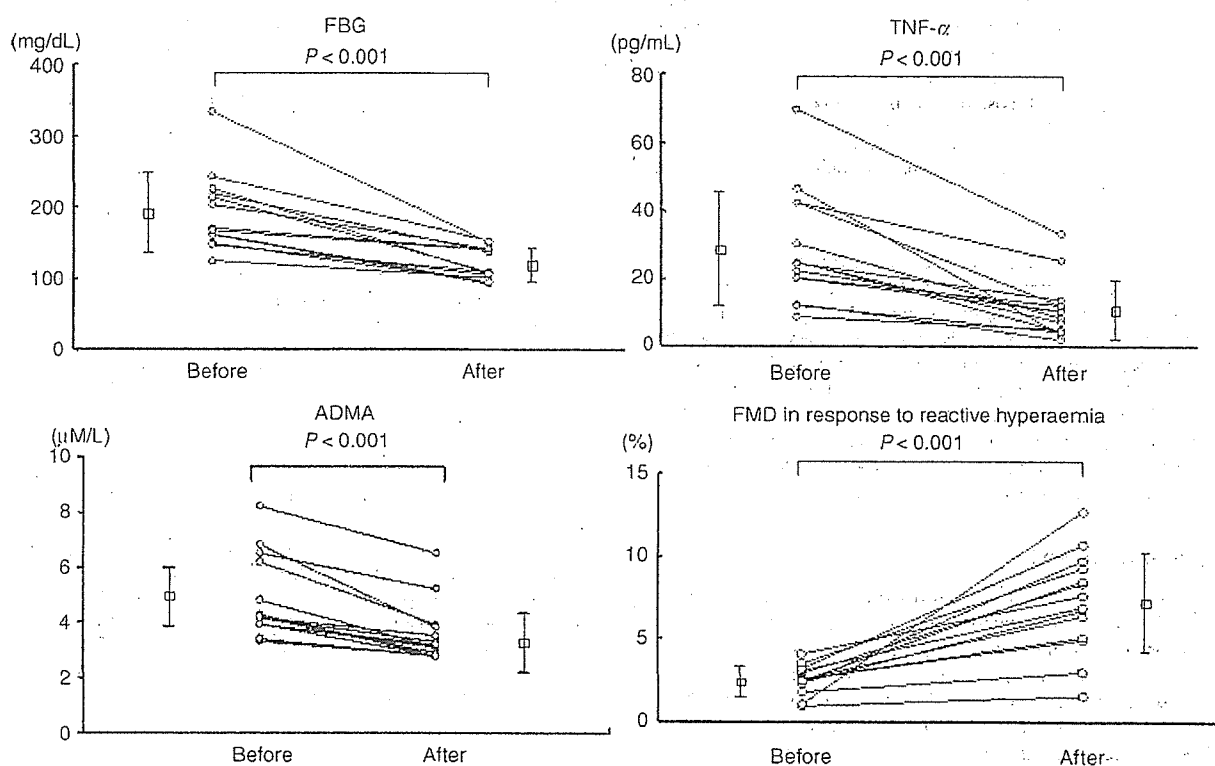 FBG
(mg/dL)
P < 0.001
400
300
200
100
0
Before After
TNF-α
(pg/mL)
P < 0.001
80
60
40
20
0
Before After
ADMA
(μM/L)
P < 0.001
10
8
6
4
2
0
Before After
FMD in response to reactive hyperaemia
(%)
P < 0.001
15
10
5
0
Before After